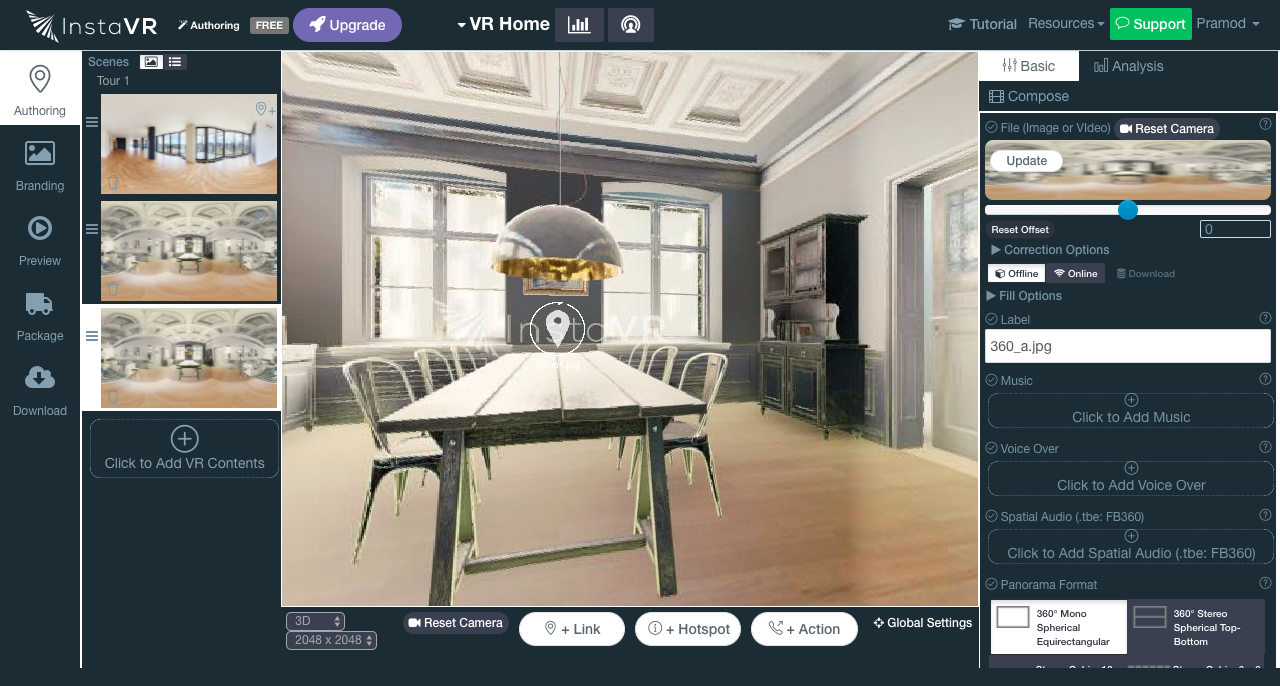 InstaVR
Authoring
FREE
Upgrade
VR Home
Tutorial
Resources
Support
Pramod
Authoring
Branding
Preview
Package
Download
Scenes
Tour 1
Click to Add VR Contents
InstaVR
3D
2048 x 2048
Reset Camera
+ Link
+ Hotspot
+ Action
Global Settings
Basic
Analysis
Compose
File (Image or VIdeo)
Reset Camera
Update
Reset Offset
0
Correction Options
Offline
Online
Download
Fill Options
Label
360_a.jpg
Music
Click to Add Music
Voice Over
Click to Add Voice Over
Spatial Audio (.tbe: FB360)
Click to Add Spatial Audio (.tbe: FB360)
Panorama Format
360° Mono
Spherical
Equirectangular
360° Stereo
Spherical Top-
Bottom